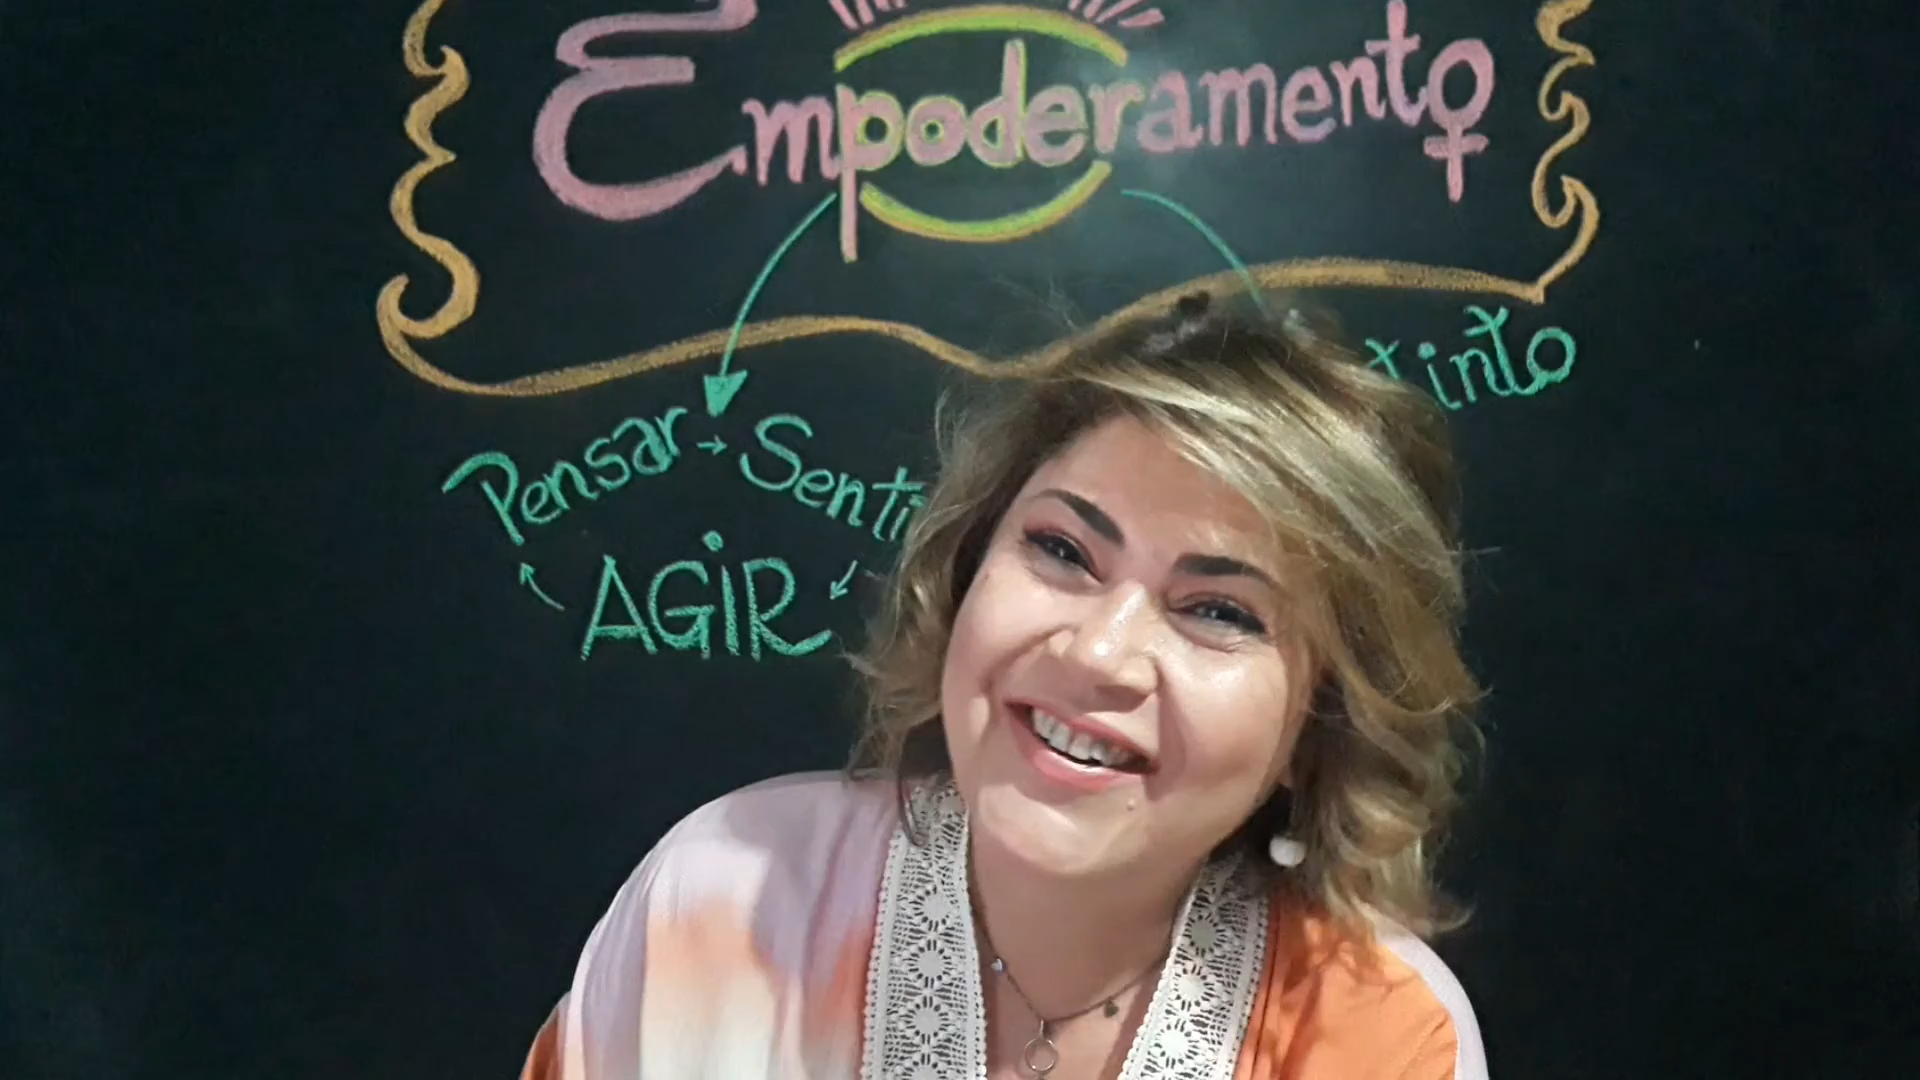 Empoderamento
Pensar → Senti
AGIR
tinto